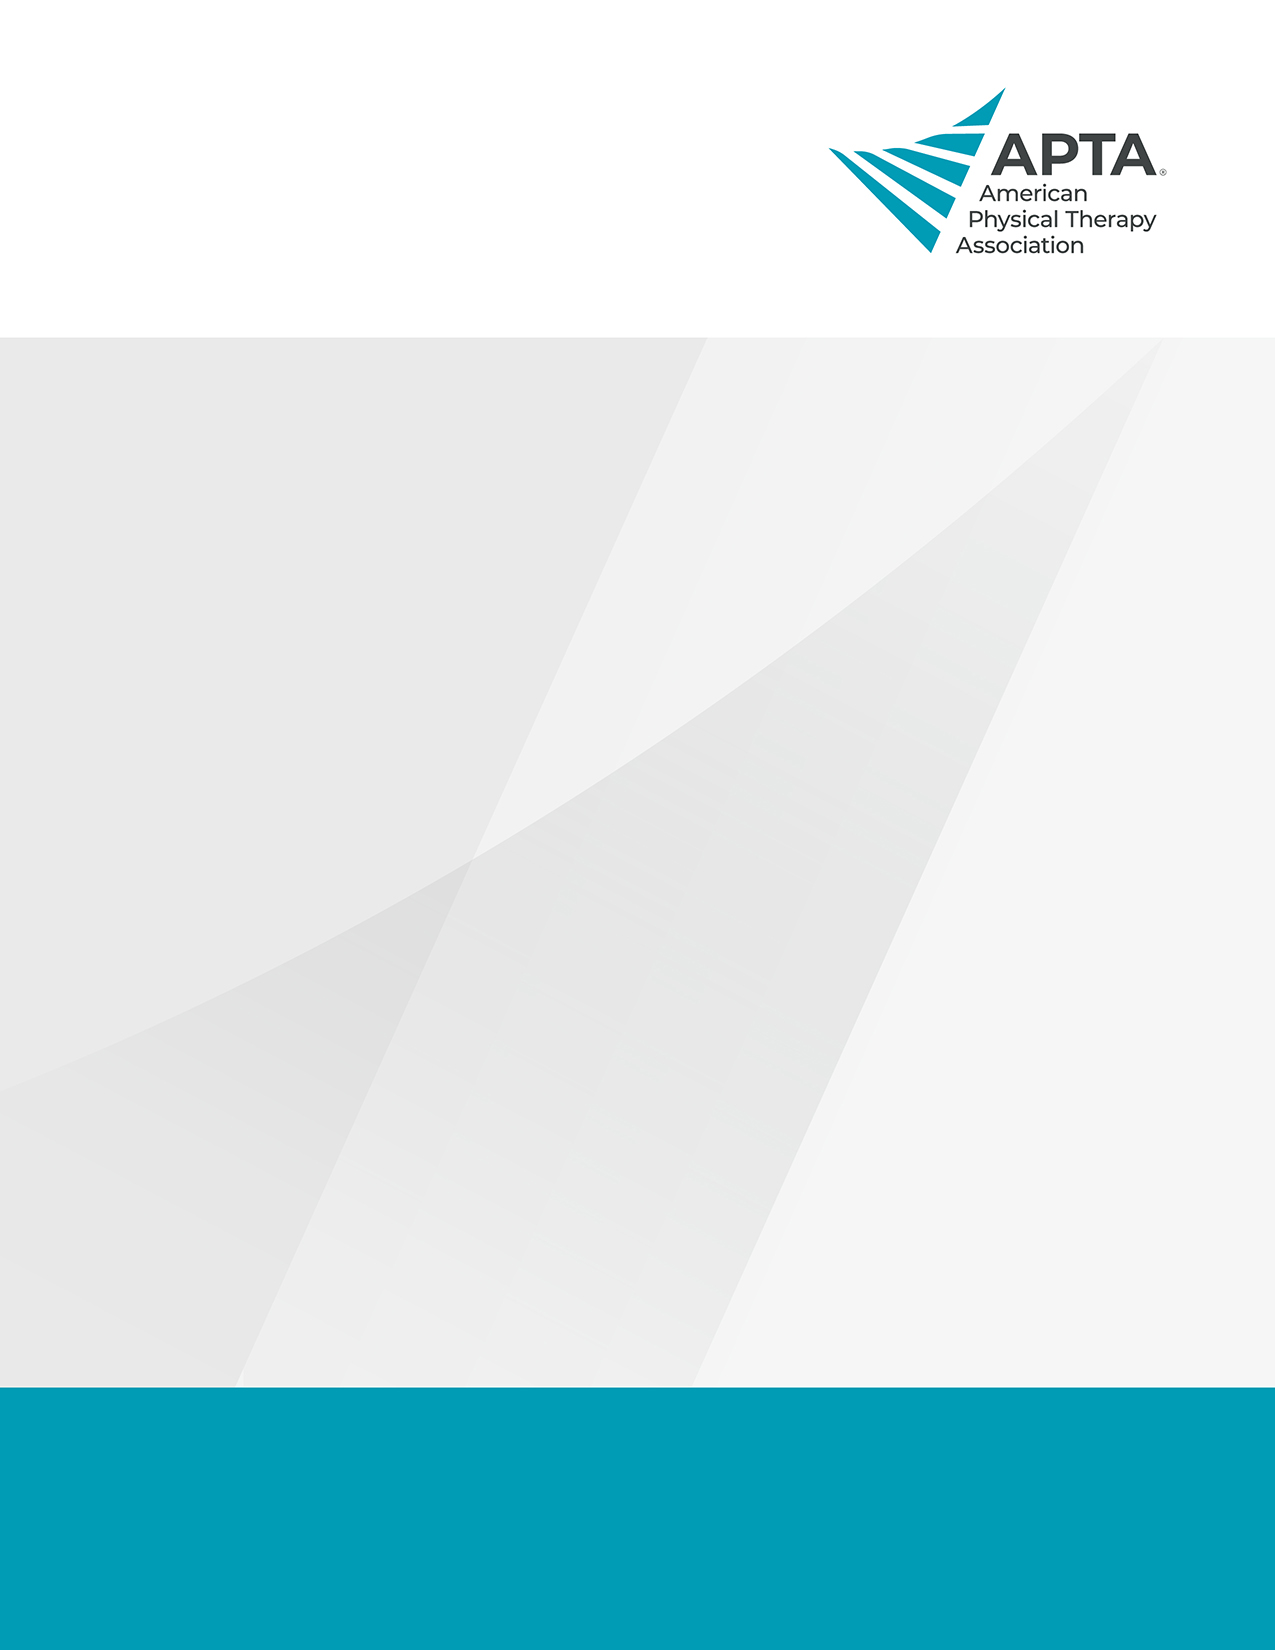 APTA®
American
Physical Therapy
Association